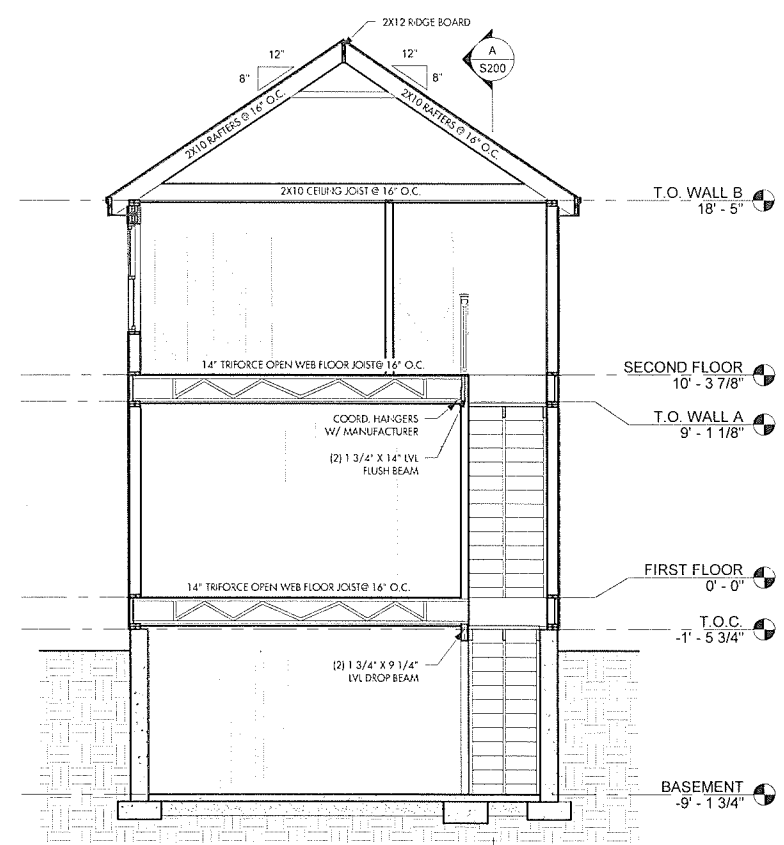 2X12 RIDGE BOARD
12"
12"
A
8"
8"
S200
2X10 RAFTERS @ 16" O.C.
2X10 RAFTERS @ 16" O.C.
2X10 CEILING JOIST @ 16" O.C.
T.O. WALL B
18' - 5"
14" TRIFORCE OPEN WEB FLOOR JOIST@ 16" O.C.
SECOND FLOOR
10' - 3 7/8"
COORD. HANGERS
W/ MANUFACTURER
T.O. WALL A
9' - 1 1/8"
(2) 1 3/4" X 14" LVL
FLUSH BEAM
FIRST FLOOR
0' - 0"
14" TRIFORCE OPEN WEB FLOOR JOIST@ 16" O.C.
T.O.C.
-1' - 5 3/4"
(2) 1 3/4" X 9 1/4"
LVL DROP BEAM
BASEMENT
-9' - 1 3/4"